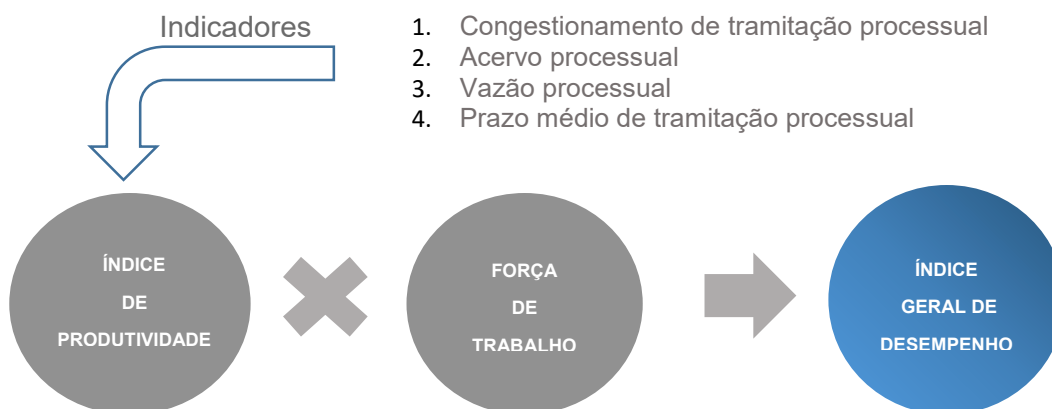 Indicadores
1. Congestionamento de tramitação processual
2. Acervo processual
3. Vazão processual
4. Prazo médio de tramitação processual
ÍNDICE
DE
PRODUTIVIDADE
FORÇA
DE
TRABALHO
ÍNDICE
GERAL DE
DESEMPENHO